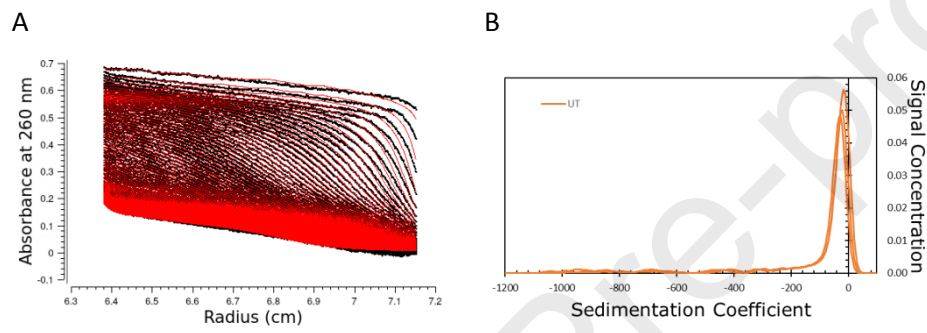 A
B
Absorbance at 260 nm
0.7
0.6
0.5
0.4
0.3
0.2
0.1
0
-0.1
6.3 6.4 6.5 6.6 6.7 6.8 6.9 7 7.1 7.2
Radius (cm)
UT
0.06
0.05
0.04
0.03
0.02
0.01
0.00
Signal Concentration
-1200 -1000 -800 -600 -400 -200 0
Sedimentation Coefficient
Pre-pro